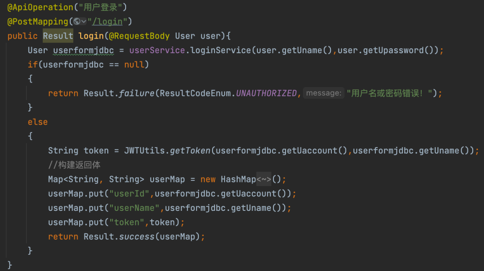 @ApiOperation("用户登录")
@PostMapping("/login")
public Result login(@RequestBody User user){
User userformjdbc = userService.loginService(user.getUname(),user.getUpassword());
if(userformjdbc == null)
{
return Result.failure(ResultCodeEnum.UNAUTHORIZED, message: "用户名或密码错误！");
}
else
{
String token = JWTUtils.getToken(userformjdbc.getUaccount(),userformjdbc.getUname());
//构建返回体
Map<String, String> userMap = new HashMap<~>();
userMap.put("userId",userformjdbc.getUaccount());
userMap.put("userName",userformjdbc.getUname());
userMap.put("token",token);
return Result.success(userMap);
}
}